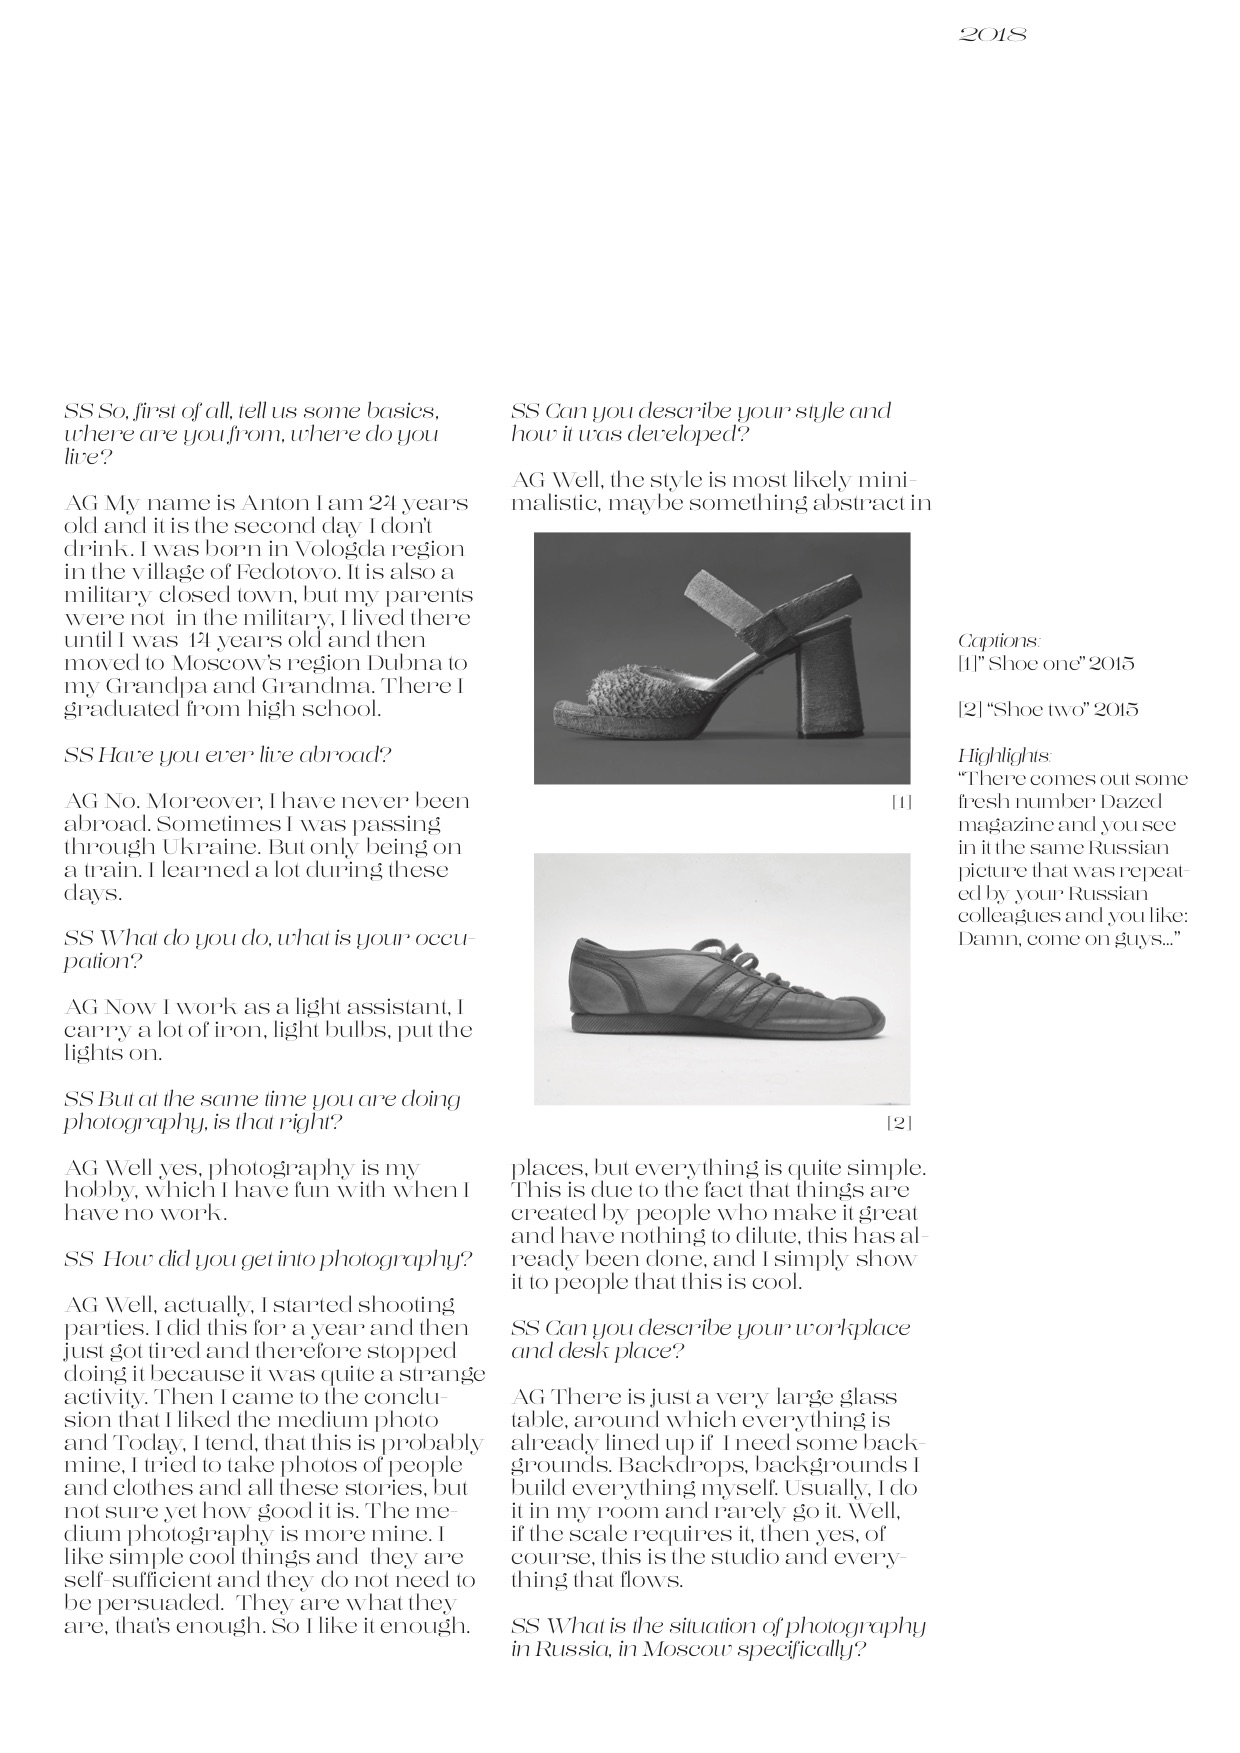 2018
SS So, first of all, tell us some basics,
where are you from, where do you
live?
AG My name is Anton I am 24 years
old and it is the second day I don't
drink. I was born in Vologda region
in the village of Fedotovo. It is also a
military closed town, but my parents
were not in the military, I lived there
until I was 14 years old and then
moved to Moscow's region Dubna to
my Grandpa and Grandma. There I
graduated from high school.
SS Have you ever live abroad?
AG No. Moreover, I have never been
abroad. Sometimes I was passing
through Ukraine. But only being on
a train. I learned a lot during these
days.
SS What do you do, what is your occu-
pation?
AG Now I work as a light assistant, I
carry a lot of iron, light bulbs, put the
lights on.
SS But at the same time you are doing
photography, is that right?
AG Well yes, photography is my
hobby, which I have fun with when I
have no work.
SS How did you get into photography?
AG Well, actually, I started shooting
parties. I did this for a year and then
just got tired and therefore stopped
doing it because it was quite a strange
activity. Then I came to the conclu-
sion that I liked the medium photo
and Today, I tend, that this is probably
mine, I tried to take photos of people
and clothes and all these stories, but
not sure yet how good it is. The me-
dium photography is more mine. I
like simple cool things and they are
self-sufficient and they do not need to
be persuaded. They are what they
are, that's enough. So I like it enough.
SS Can you describe your style and
how it was developed?
AG Well, the style is most likely mini-
malistic, maybe something abstract in
[1]
[2]
places, but everything is quite simple.
This is due to the fact that things are
created by people who make it great
and have nothing to dilute, this has al-
ready been done, and I simply show
it to people that this is cool.
SS Can you describe your workplace
and desk place?
AG There is just a very large glass
table, around which everything is
already lined up if I need some back-
grounds. Backdrops, backgrounds I
build everything myself. Usually, I do
it in my room and rarely go it. Well,
if the scale requires it, then yes, of
course, this is the studio and every-
thing that flows.
SS What is the situation of photography
in Russia, in Moscow specifically?
Captions:
[1]” Shoe one” 2015
[2] “Shoe two” 2015
Highlights:
“There comes out some
fresh number Dazed
magazine and you see
in it the same Russian
picture that was repeat-
ed by your Russian
colleagues and you like:
Damn, come on guys...”